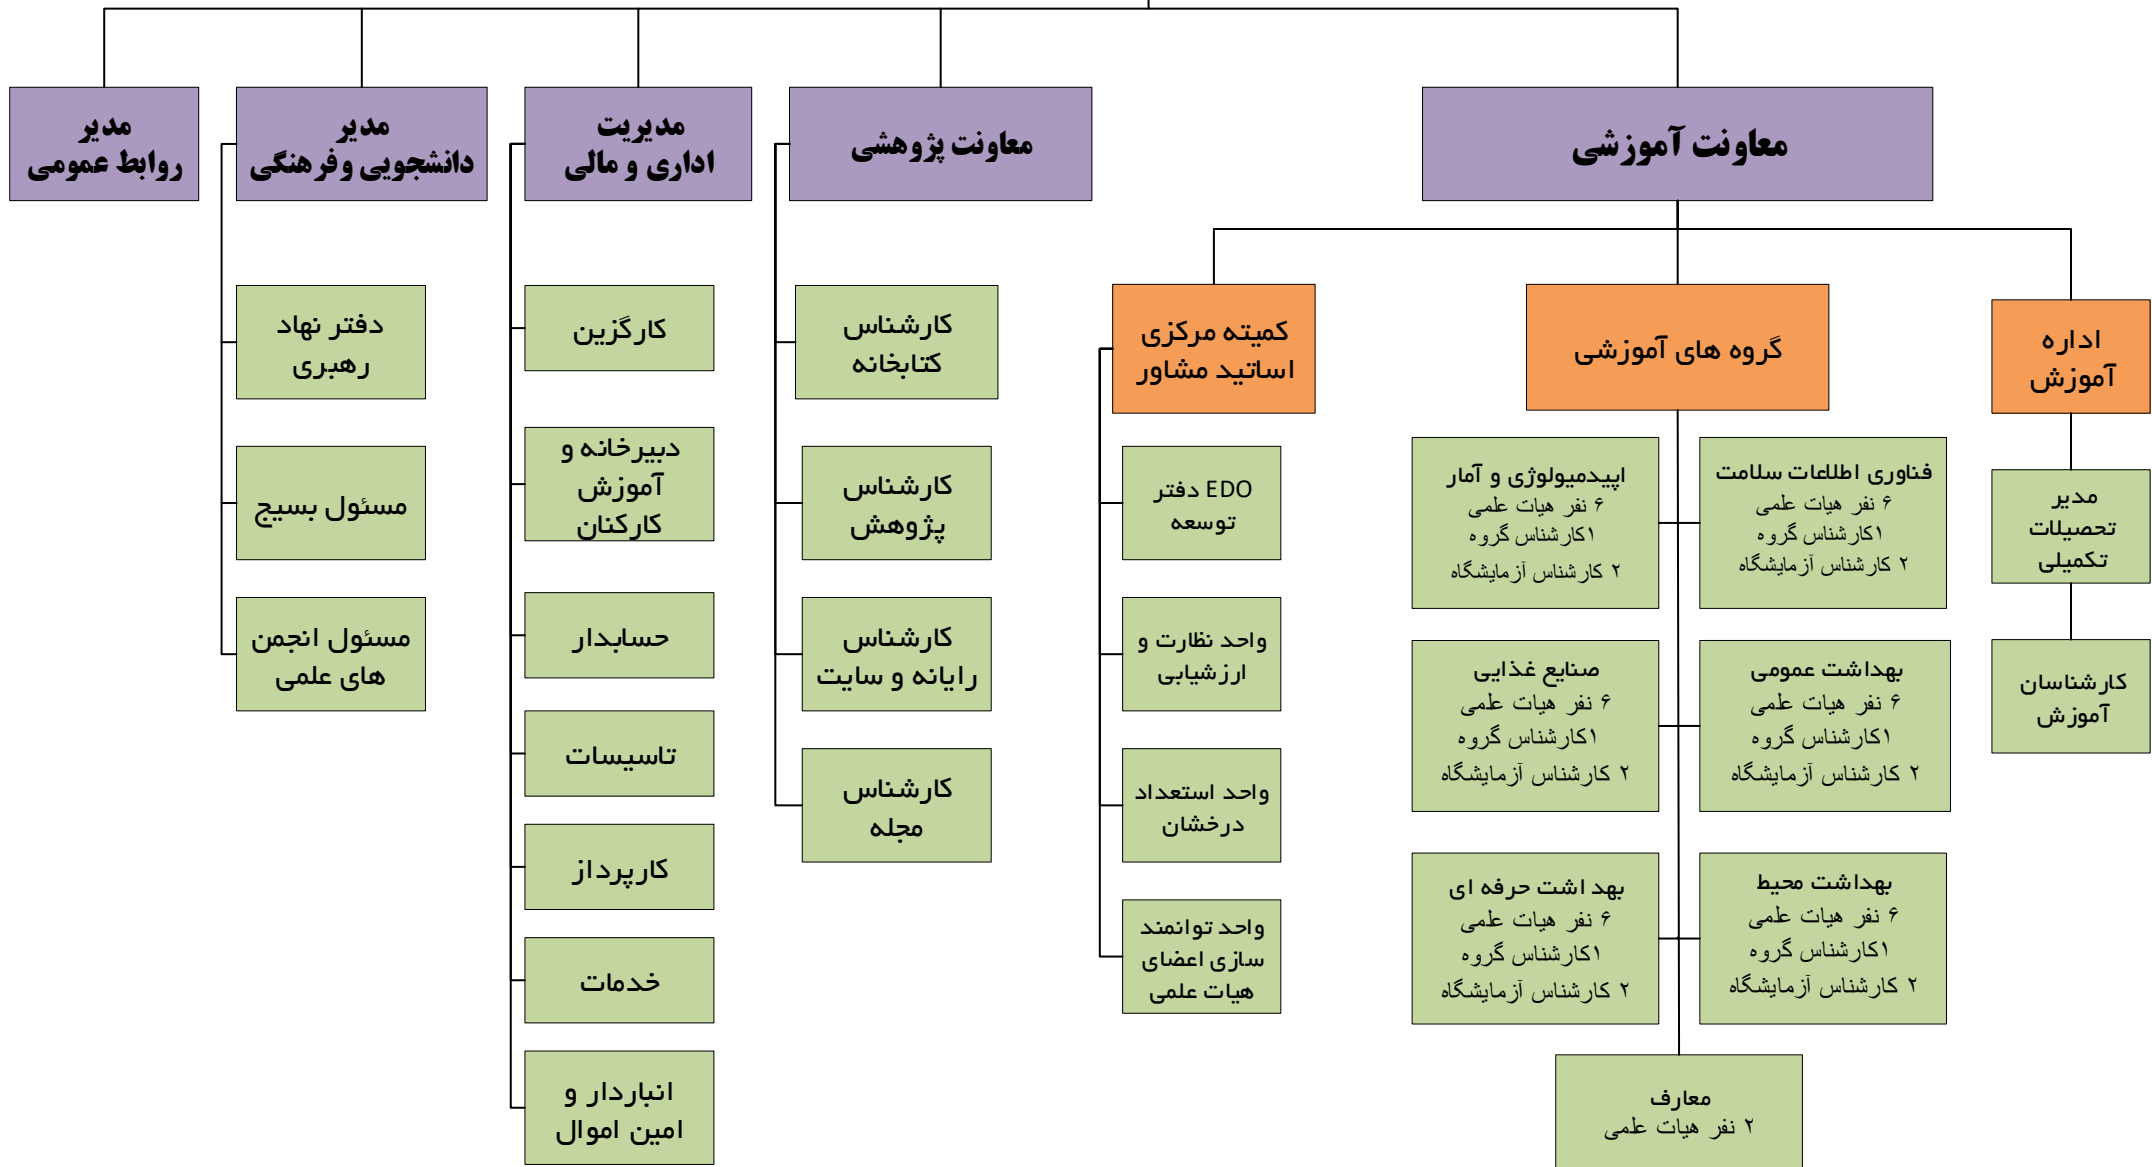 معاونت آموزشی
معاونت پژوهشی
مدیریت
اداری و مالی
مدیر
دانشجویی وفرهنگی
مدیر
روابط عمومی
اداره
آموزش
مدیر
تحصیلات
تکمیلی
کارشناسان
آموزش
گروه های آموزشی
فناوری اطلاعات سلامت
۶ نفر هیات علمی
۱کارشناس گروه
۲ کارشناس آزمایشگاه
اپیدمیولوژی و آمار
۶ نفر هیات علمی
۱کارشناس گروه
۲ کارشناس آزمایشگاه
بهداشت عمومی
۶ نفر هیات علمی
۱کارشناس گروه
۲ کارشناس آزمایشگاه
صنایع غذایی
۶ نفر هیات علمی
۱کارشناس گروه
۲ کارشناس آزمایشگاه
بهداشت محیط
۶ نفر هیات علمی
۱کارشناس گروه
۲ کارشناس آزمایشگاه
بهد اشت حرفه ای
۶ نفر هیات علمی
۱کارشناس گروه
۲ کارشناس آزمایشگاه
معارف
۲ نفر هیات علمی
کمیته مرکزی
اساتید مشاور
دفتر EDO
توسعه
واحد نظارت و
ارزشیابی
واحد استعداد
درخشان
واحد توانمند
سازی اعضای
هیات علمی
کارشناس
کتابخانه
کارشناس
پژوهش
کارشناس
رایانه و سایت
کارشناس
مجله
کارگزین
دبیرخانه و
آموزش
کارکنان
حسابدار
تاسیسات
کارپرداز
خدمات
انباردار و
امین اموال
دفتر نهاد
رهبری
مسئول بسیج
مسئول انجمن
های علمی